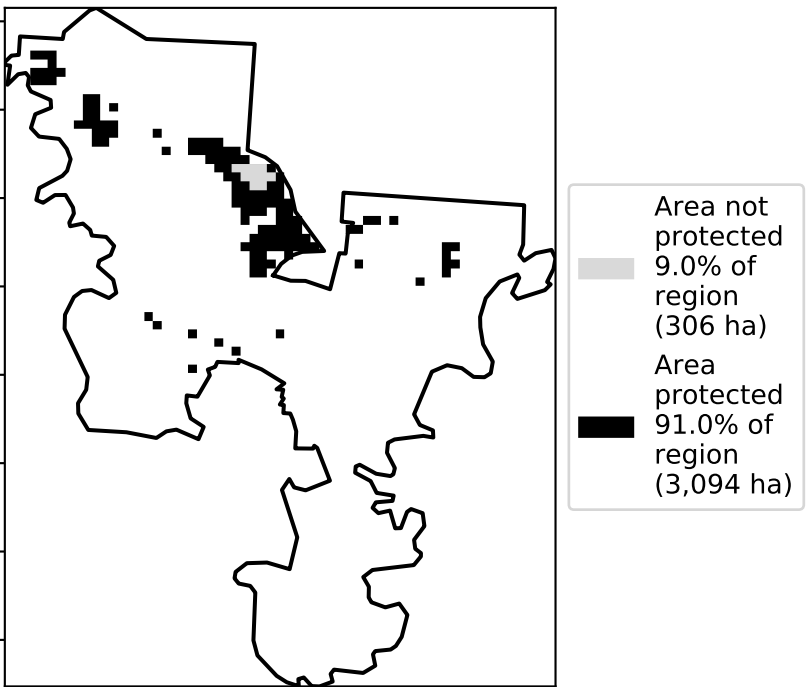 Area not
protected
9.0% of
region
(306 ha)
Area
protected
91.0% of
region
(3,094 ha)